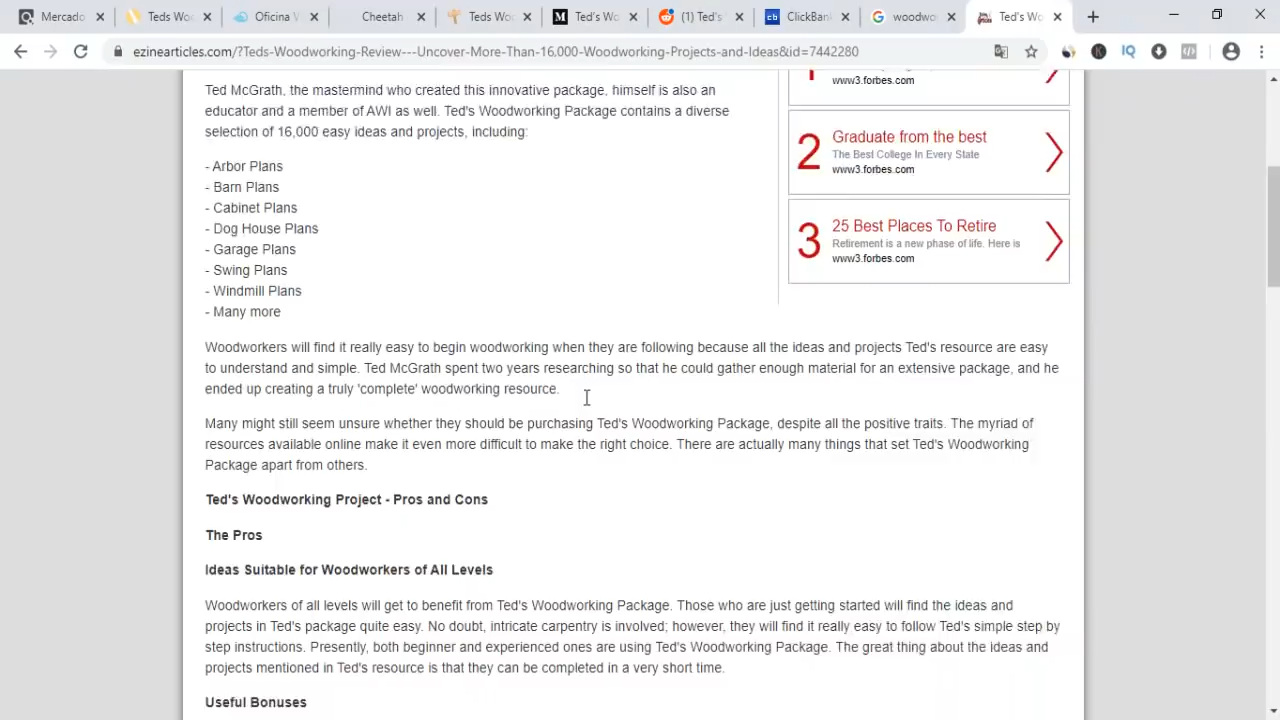 Mercado
Teds Woo
Oficina V
Cheetah
Teds Woo
Ted's Wo
(1) Ted's
ClickBan
woodwo
Ted's Wo
ezinearticles.com/?Teds-Woodworking-Review---Uncover-More-Than-16,000-Woodworking-Projects-and-Ideas&id=7442280
Ted McGrath, the mastermind who created this innovative package, himself is also an
educator and a member of AWI as well. Ted's Woodworking Package contains a diverse
selection of 16,000 easy ideas and projects, including:
- Arbor Plans
- Barn Plans
- Cabinet Plans
- Dog House Plans
- Garage Plans
- Swing Plans
- Windmill Plans
- Many more
www3.forbes.com
2
Graduate from the best
The Best College In Every State
www3.forbes.com
3
25 Best Places To Retire
Retirement is a new phase of life. Here is
www3.forbes.com
Woodworkers will find it really easy to begin woodworking when they are following because all the ideas and projects Ted's resource are easy
to understand and simple. Ted McGrath spent two years researching so that he could gather enough material for an extensive package, and he
ended up creating a truly 'complete' woodworking resource.
Many might still seem unsure whether they should be purchasing Ted's Woodworking Package, despite all the positive traits. The myriad of
resources available online make it even more difficult to make the right choice. There are actually many things that set Ted's Woodworking
Package apart from others.
Ted's Woodworking Project - Pros and Cons
The Pros
Ideas Suitable for Woodworkers of All Levels
Woodworkers of all levels will get to benefit from Ted's Woodworking Package. Those who are just getting started will find the ideas and
projects in Ted's package quite easy. No doubt, intricate carpentry is involved; however, they will find it really easy to follow Ted's simple step by
step instructions. Presently, both beginner and experienced ones are using Ted's Woodworking Package. The great thing about the ideas and
projects mentioned in Ted's resource is that they can be completed in a very short time.
Useful Bonuses